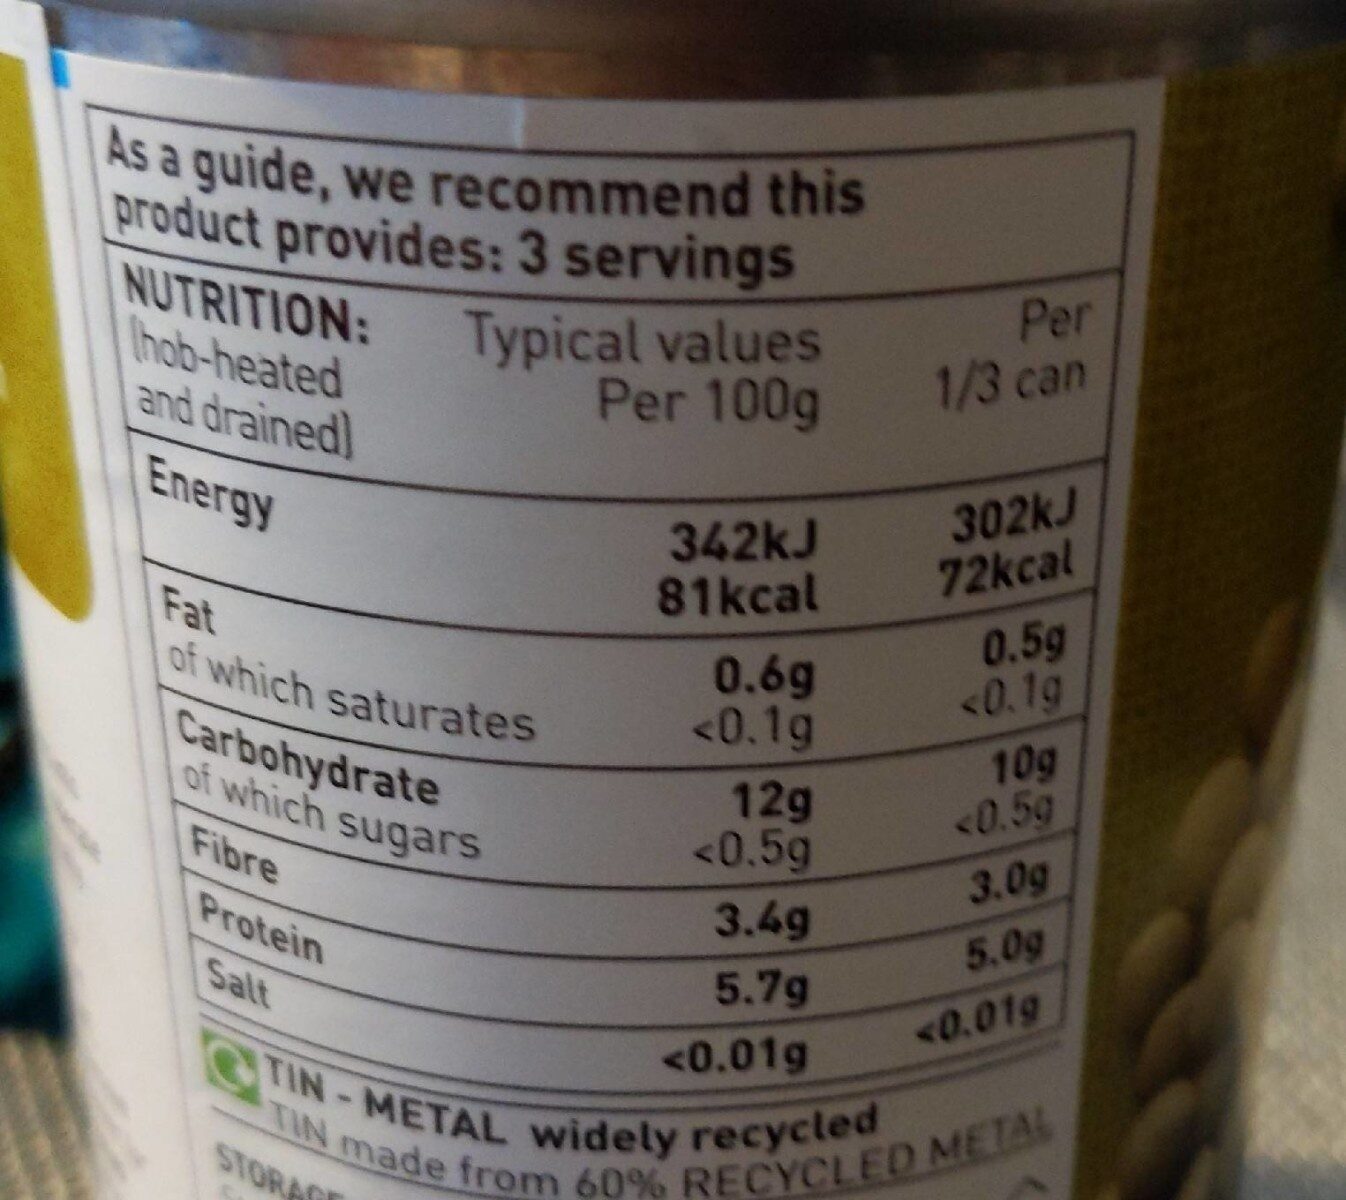 As a guide, we recommend this
product provides: 3 servings
NUTRITION: Typical values Per
(hob-heated Per 100g 1/3 can
and drained)
Energy 342kJ 302kJ
81kcal 72kcal
Fat 0.6g 0.5g
of which saturates <0.1g <0.1g
Carbohydrate 12g 10g
of which sugars <0.5g <0.5g
Fibre 3.4g 3.0g
Protein 5.7g 5.0g
Salt <0.01g <0.01g
TIN - METAL widely recycled
TIN made from 60% RECYCLED METAL
STORAGE